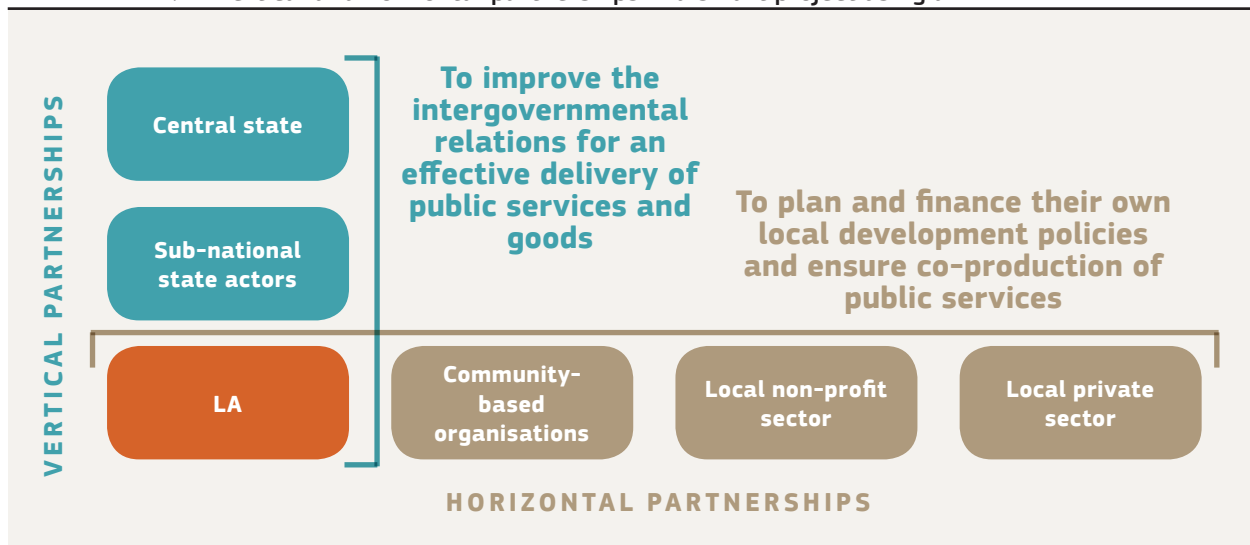 VERTICAL PARTNERSHIPS
Central state
Sub-national
state actors
LA
To improve the
intergovernmental
relations for an
effective delivery of
public services and
goods
To plan and finance their own
local development policies
and ensure co-production of
public services
Community-
based
organisations
Local non-profit
sector
Local private
sector
HORIZONTAL PARTNERSHIPS